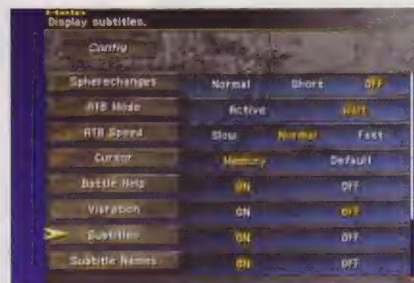 Display subtitles.
Config
Spherechanges Normal Short OFF
ATB Mode Active Wait
ATB Speed Slow Normal Fast
Cursor Memory Default
Battle Help ON OFF
Vibration ON OFF
Subtitles ON OFF
Subtitle Names ON OFF